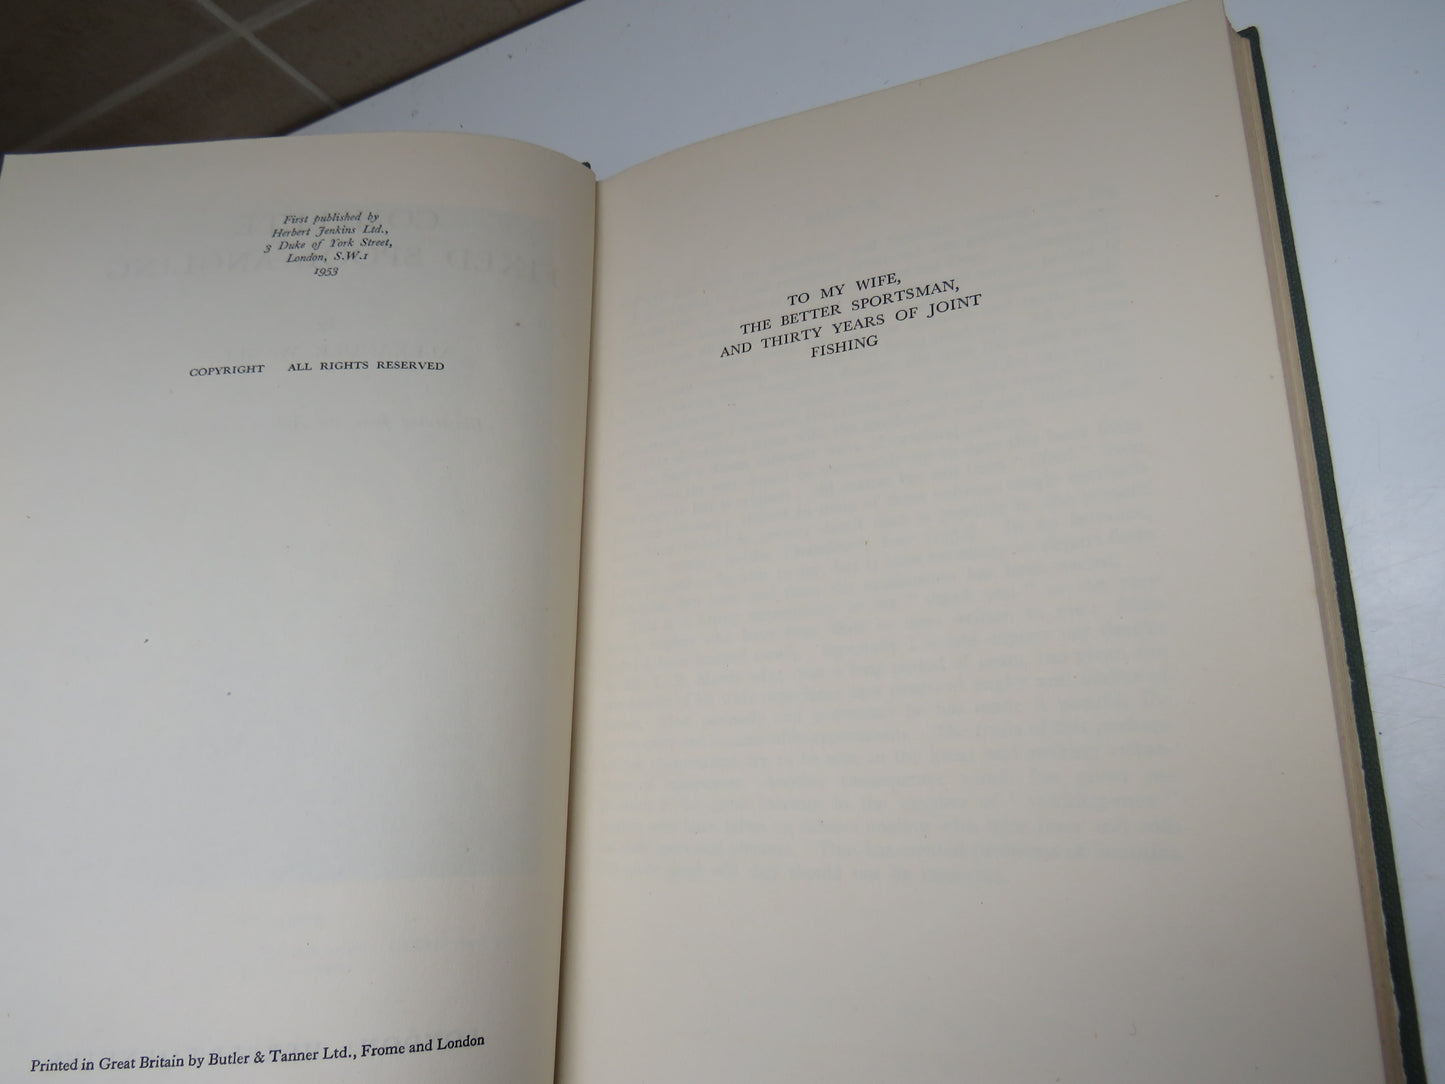 First published by
Herbert Jenkins Ltd.,
3 Duke of York Street,
London, S.W.1
1953
COPYRIGHT ALL RIGHTS RESERVED
Printed in Great Britain by Butler & Tanner Ltd., Frome and London
TO MY WIFE,
THE BETTER SPORTSMAN,
AND THIRTY YEARS OF JOINT
FISHING